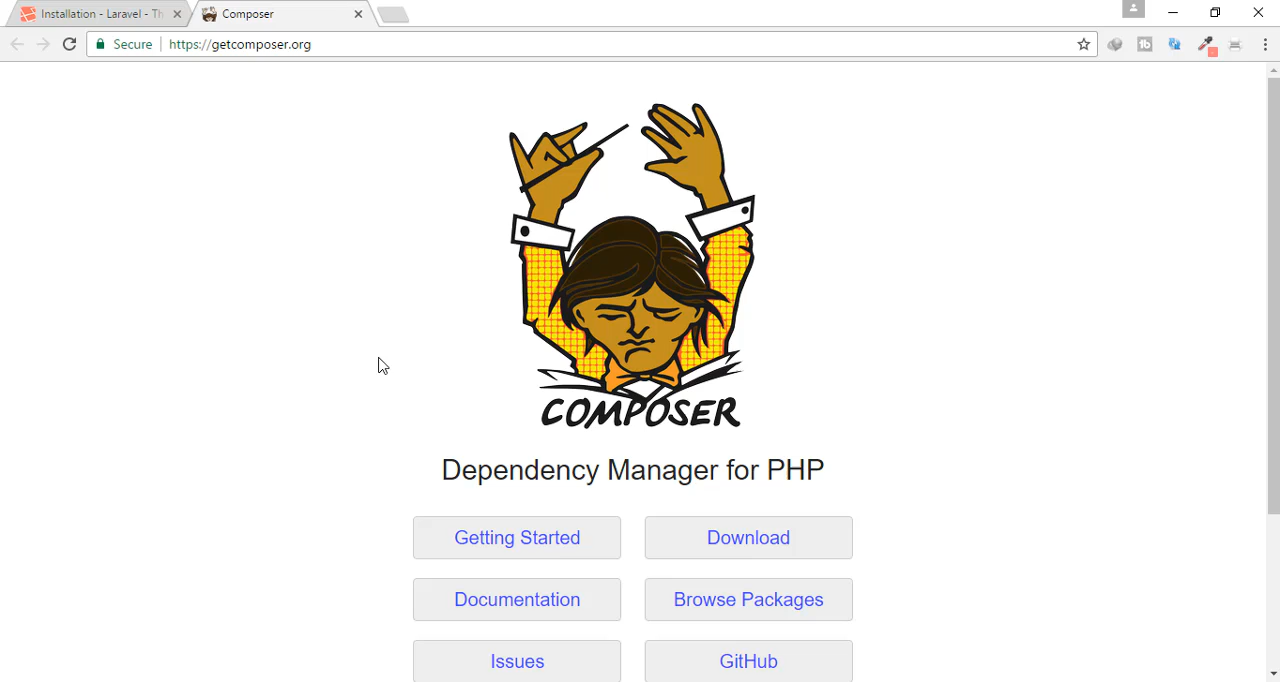 Installation - Laravel - Th
Composer
Secure
https://getcomposer.org
COMPOSER
Dependency Manager for PHP
Getting Started
Download
Documentation
Browse Packages
Issues
GitHub